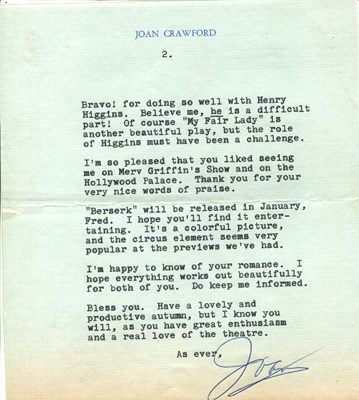 JOAN CRAWFORD
2.
Bravo! for doing so well with Henry
Higgins. Believe me, he is a difficult
part! Of course "My Fair Lady" is
another beautiful play, but the role
of Higgins must have been a challenge.
I'm so pleased that you liked seeing
me on Merv Griffin's Show and on the
Hollywood Palace. Thank you for your
very nice words of praise.
"Berserk" will be released in January,
Fred. I hope you'll find it enter-
taining. It's a colorful picture,
and the circus element seems very
popular at the previews we've had.
I'm happy to know of your romance. I
hope everything works out beautifully
for both of you. Do keep me informed.
Bless you. Have a lovely and
productive autumn, but I know you
will, as you have great enthusiasm
and a real love of the theatre.
As ever,
Joan